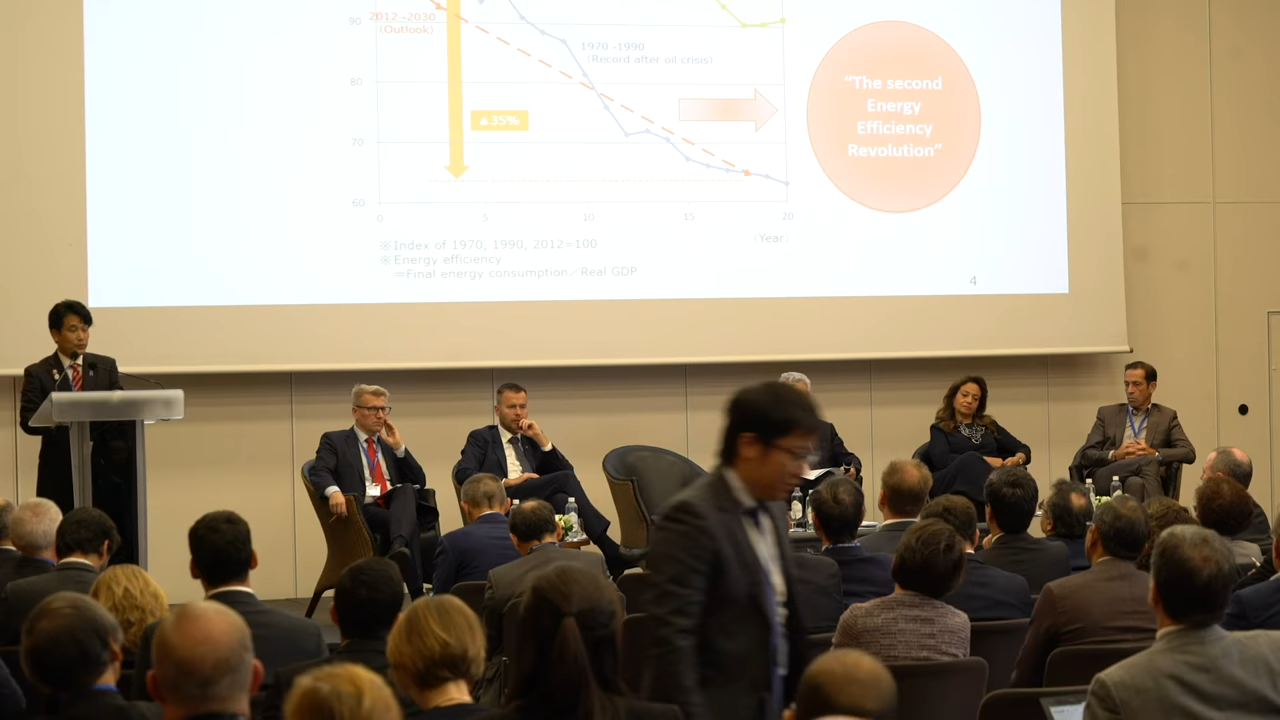 90
2012 -2030
(Outlook)
1970 -1990
(Record after oil crisis)
80
▲35%
70
60
0
5
10
15
20
(Year)
“The second
Energy
Efficiency
Revolution”
※Index of 1970, 1990, 2012=100
※Energy efficiency
＝Final energy consumption／Real GDP
4